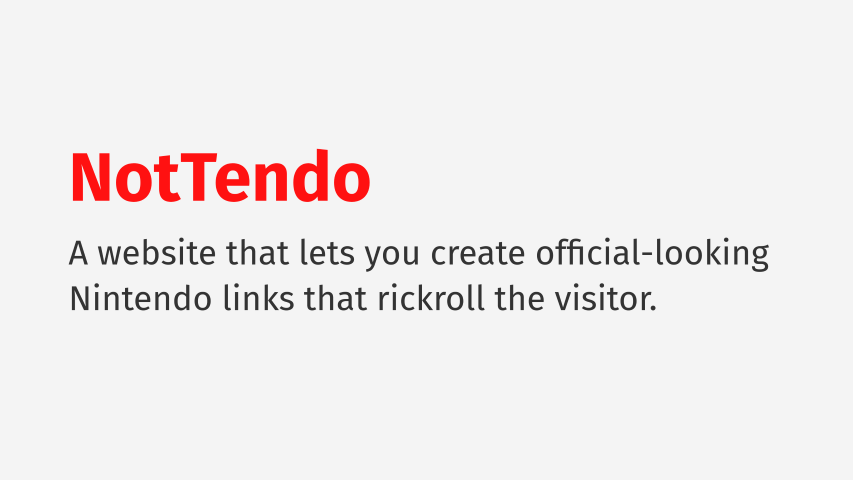 NotTendo
A website that lets you create official-looking
Nintendo links that rickroll the visitor.